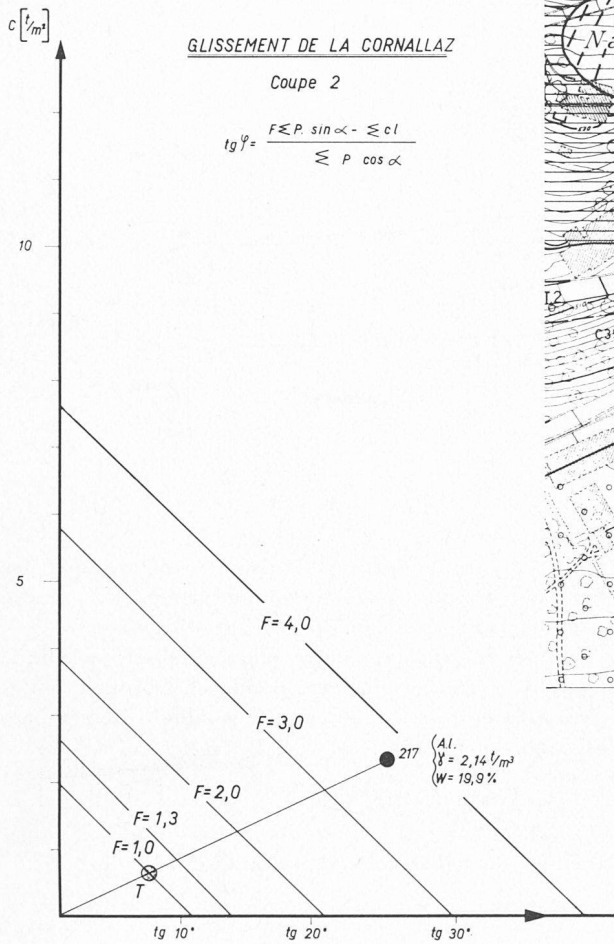 C [t/m²]
GLISSEMENT DE LA CORNALLAZ
Coupe 2
tg φ = F∑P. sin α - ∑cl
∑ P cos α
10
5
F= 4,0
F= 3,0
F= 2,0
F= 1,3
F= 1,0
T
217
A.l.
γ = 2,14 t/m³
W = 19,9%
tg 10°
tg 20°
tg 30°